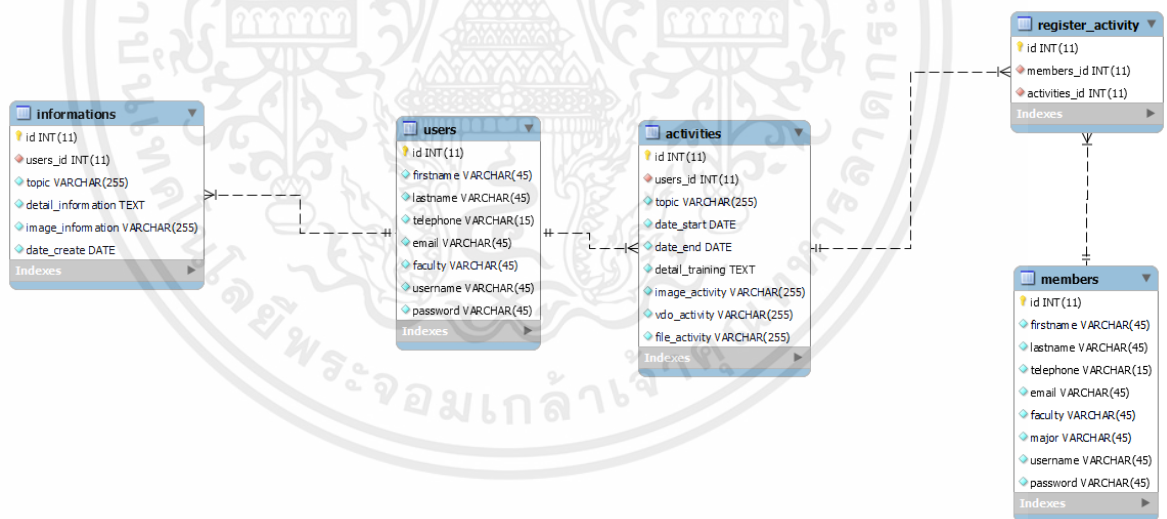 informations
id INT(11)
users_id INT(11)
topic VARCHAR(255)
detail_information TEXT
image_information VARCHAR(255)
date_create DATE
Indexes
users
id INT(11)
firstname VARCHAR(45)
lastname VARCHAR(45)
telephone VARCHAR(15)
email VARCHAR(45)
faculty VARCHAR(45)
username VARCHAR(45)
password VARCHAR(45)
Indexes
activities
id INT(11)
users_id INT(11)
topic VARCHAR(255)
date_start DATE
date_end DATE
detail_training TEXT
image_activity VARCHAR(255)
vdo_activity VARCHAR(255)
file_activity VARCHAR(255)
Indexes
register_activity
id INT(11)
members_id INT(11)
activities_id INT(11)
Indexes
members
id INT(11)
firstname VARCHAR(45)
lastname VARCHAR(45)
telephone VARCHAR(15)
email VARCHAR(45)
faculty VARCHAR(45)
major VARCHAR(45)
username VARCHAR(45)
password VARCHAR(45)
Indexes